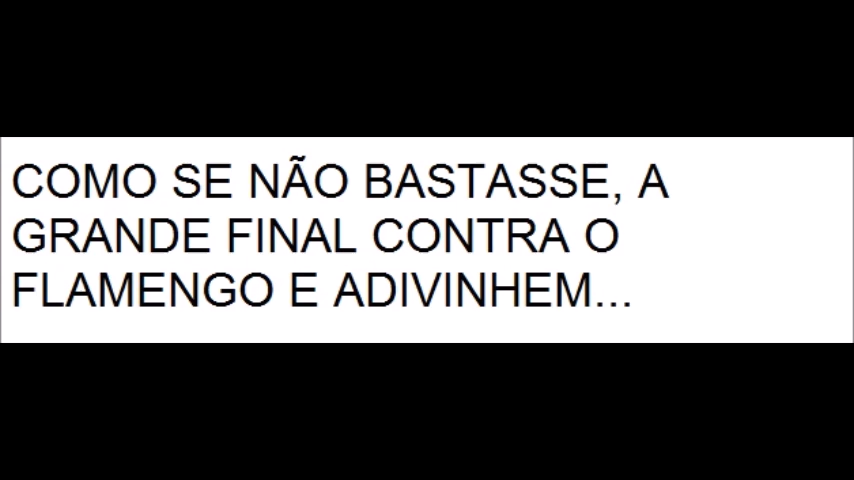 COMO SE NÃO BASTASSE, A
GRANDE FINAL CONTRA O
FLAMENGO E ADIVINHEM...